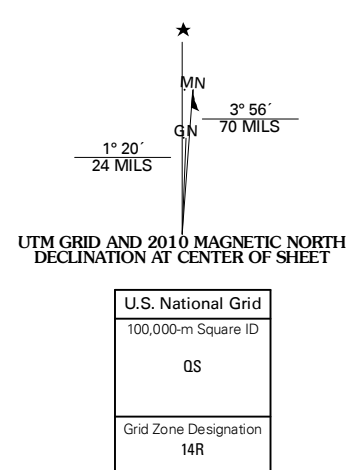 ★
MN
3° 56´
70 MILS
GN
1° 20´
24 MILS
UTM GRID AND 2010 MAGNETIC NORTH
DECLINATION AT CENTER OF SHEET
U.S. National Grid
100,000-m Square ID
QS
Grid Zone Designation
14R